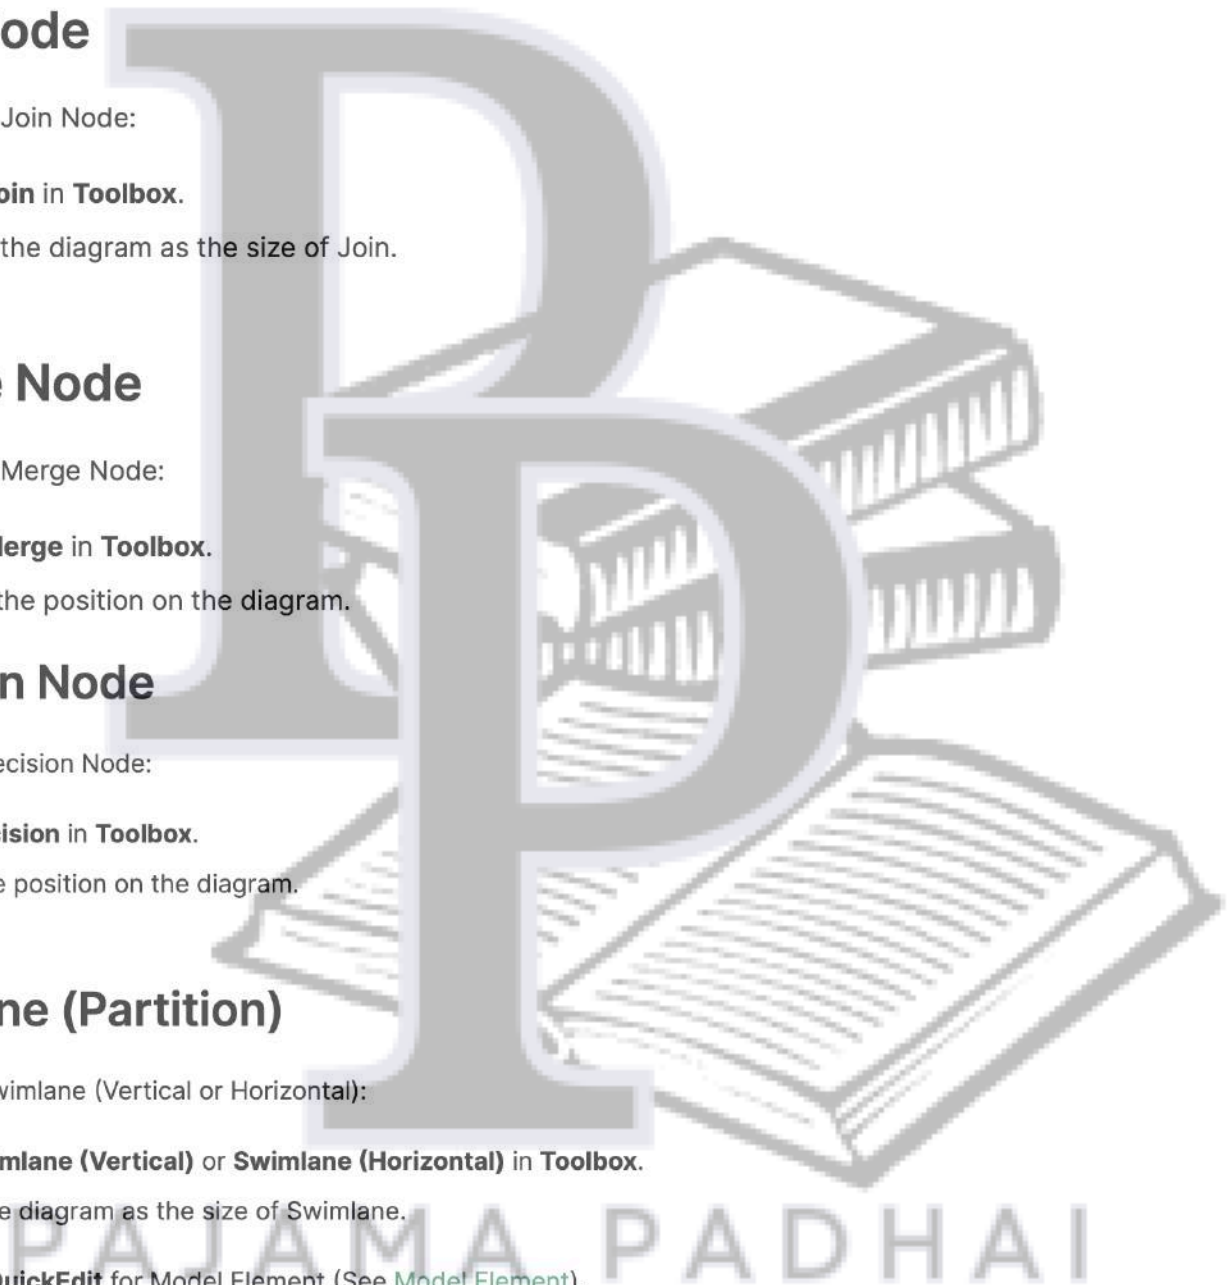 ode
Join Node:
oin in Toolbox.
the diagram as the size of Join.
e Node
Merge Node:
lerge in Toolbox.
the position on the diagram.
n Node
ecision Node:
cision in Toolbox.
e position on the diagram.
ne (Partition)
wimlane (Vertical or Horizontal):
mlane (Vertical) or Swimlane (Horizontal) in Toolbox.
e diagram as the size of Swimlane.
PAJAMA PADHAI
uickEdit for Model Element (See Model Element)